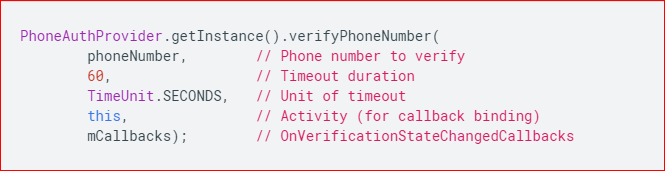 PhoneAuthProvider.getInstance().verifyPhoneNumber(
phoneNumber, // Phone number to verify
60, // Timeout duration
TimeUnit.SECONDS, // Unit of timeout
this, // Activity (for callback binding)
mCallbacks); // OnVerificationStateChangedCallbacks